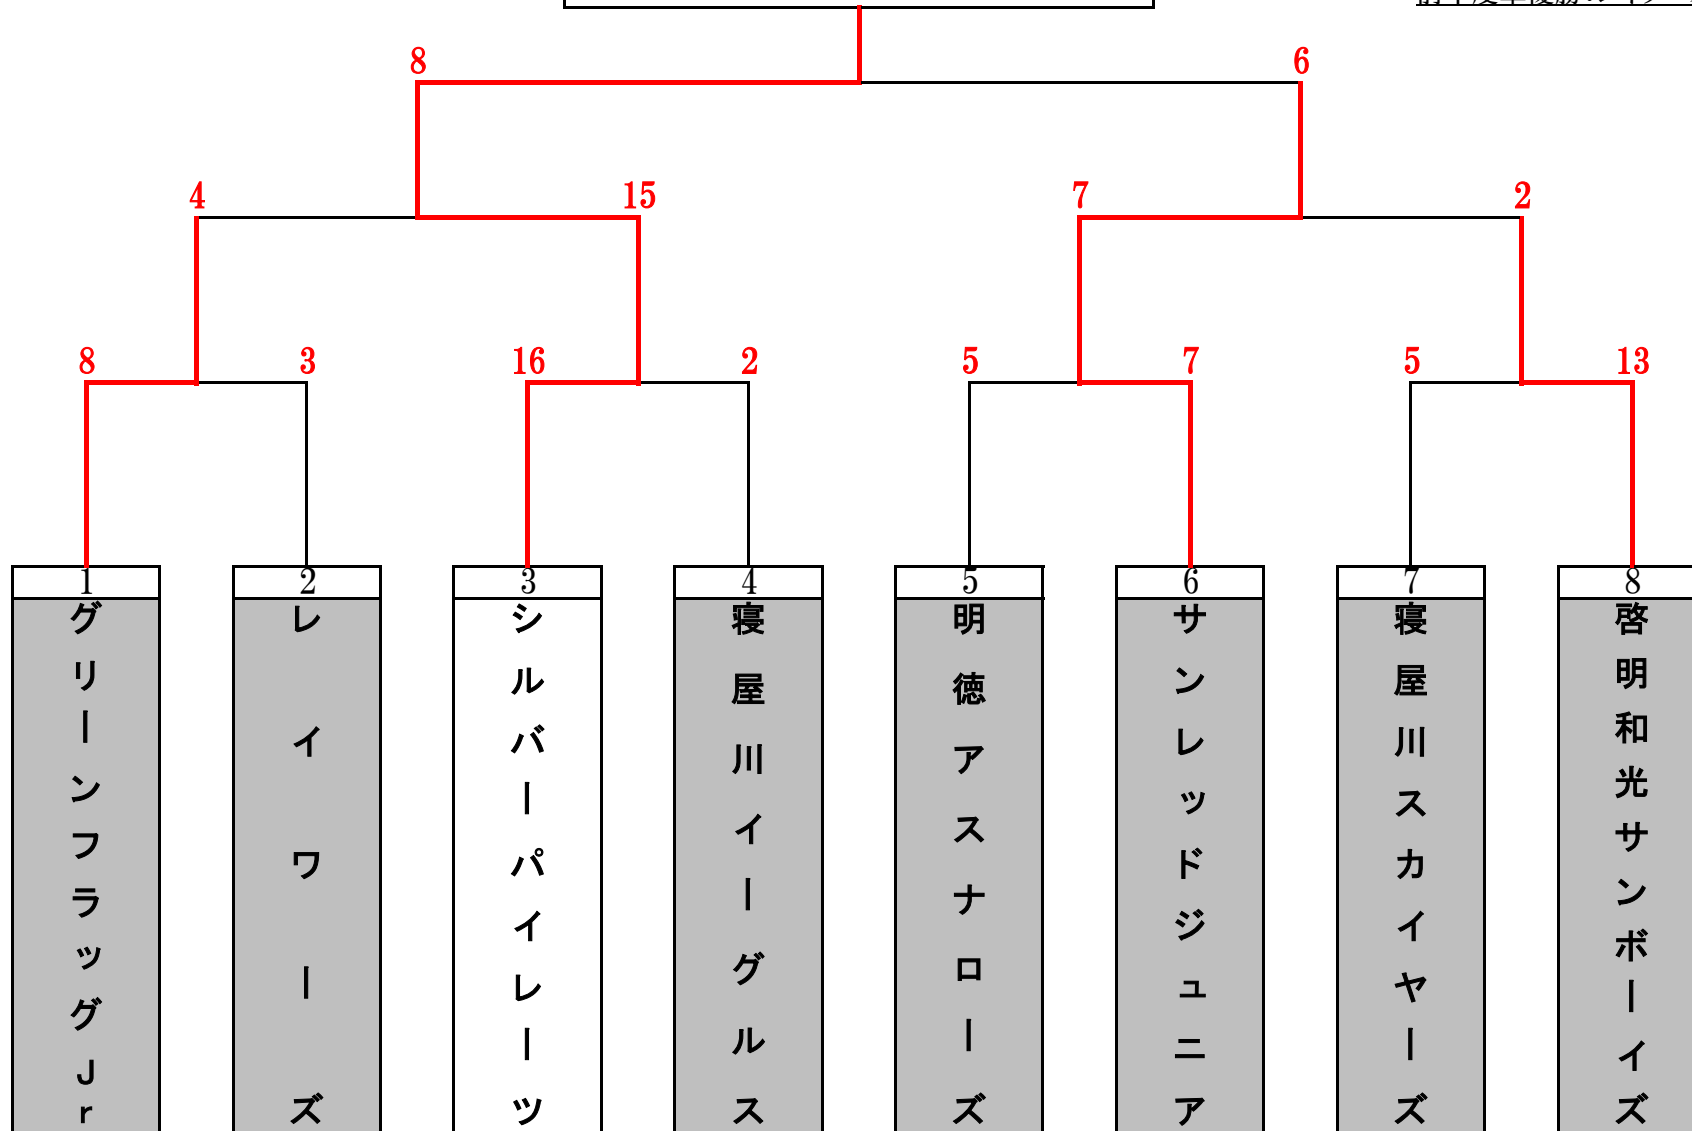 8 6
4 15 7 2
8 3 16 2 5 7 5 13
1 2 3 4 5 6 7 8
グリーンフラッグJr
レイワーズ
シルバーパイレーツ
寝屋川イーグルス
明徳アスナローズ
サンレッドジュニア
寝屋川スカイヤーズ
啓明和光サンボーイズ